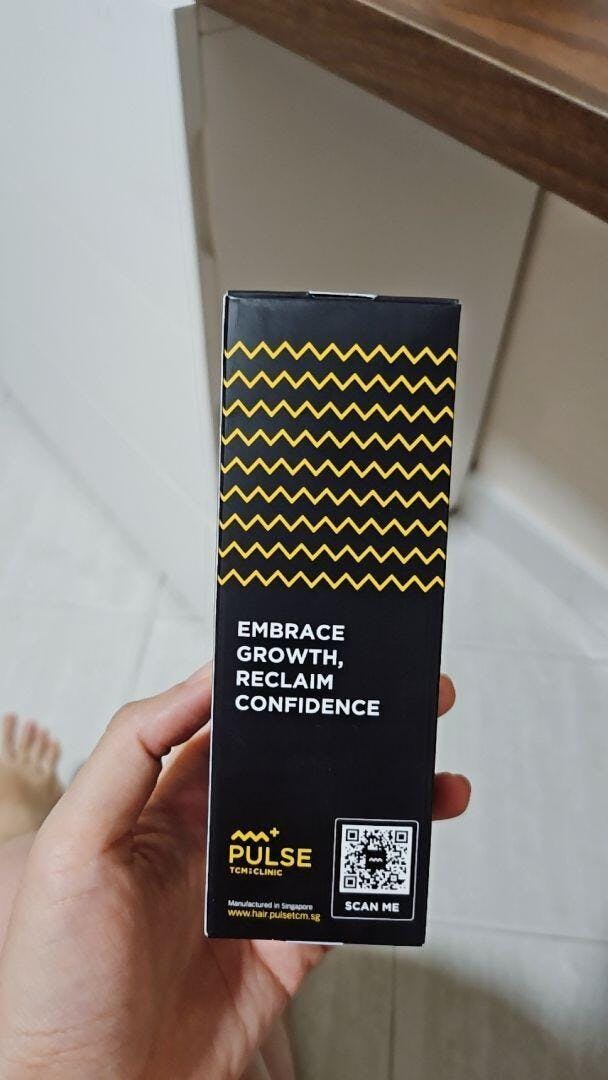 EMBRACE
GROWTH,
RECLAIM
CONFIDENCE
PULSE
TCM CLINIC
Manufactured in Singapore
www.hair.pulsetcm.sg
SCAN ME